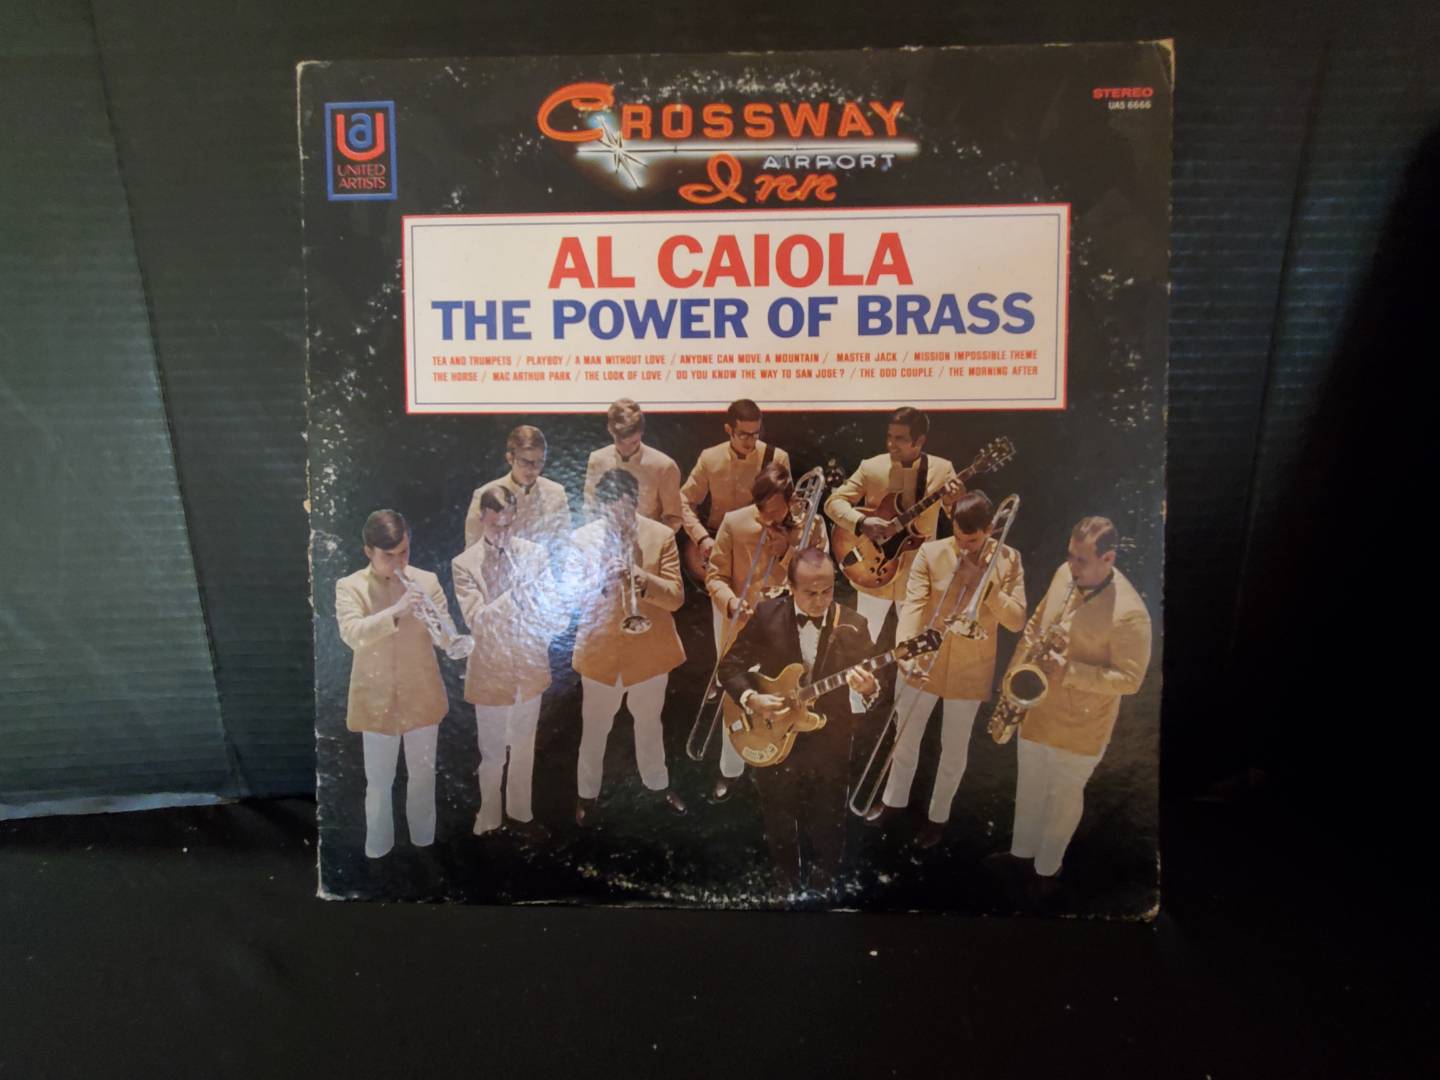 CROSSWAY
AIRPORT
Inn
STEREO
UAS 6666
UA
UNITED
ARTISTS
AL CAIOLA
THE POWER OF BRASS
TEA AND TRUMPETS / PLAYBOY / A MAN WITHOUT LOVE / ANYONE CAN MOVE A MOUNTAIN / MASTER JACK / MISSION IMPOSSIBLE THEME
THE HORSE / MAC ARTHUR PARK / THE LOOK OF LOVE / DO YOU KNOW THE WAY TO SAN JOSE? / THE ODD COUPLE / THE MORNING AFTER